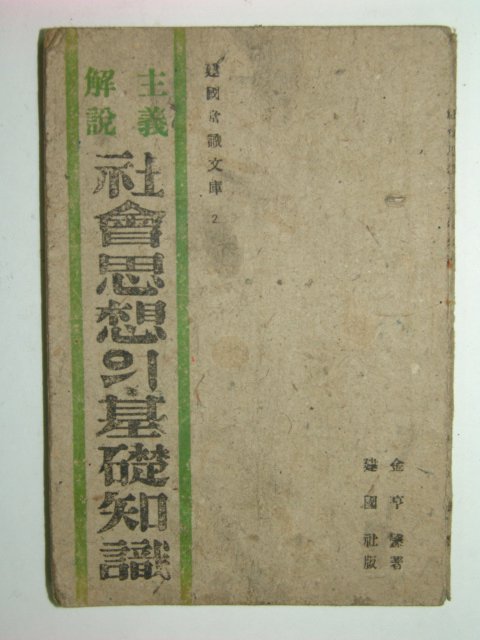 建國常識文庫 2
主義
解說
社會思想의基礎知識
金亨 著
建國社版